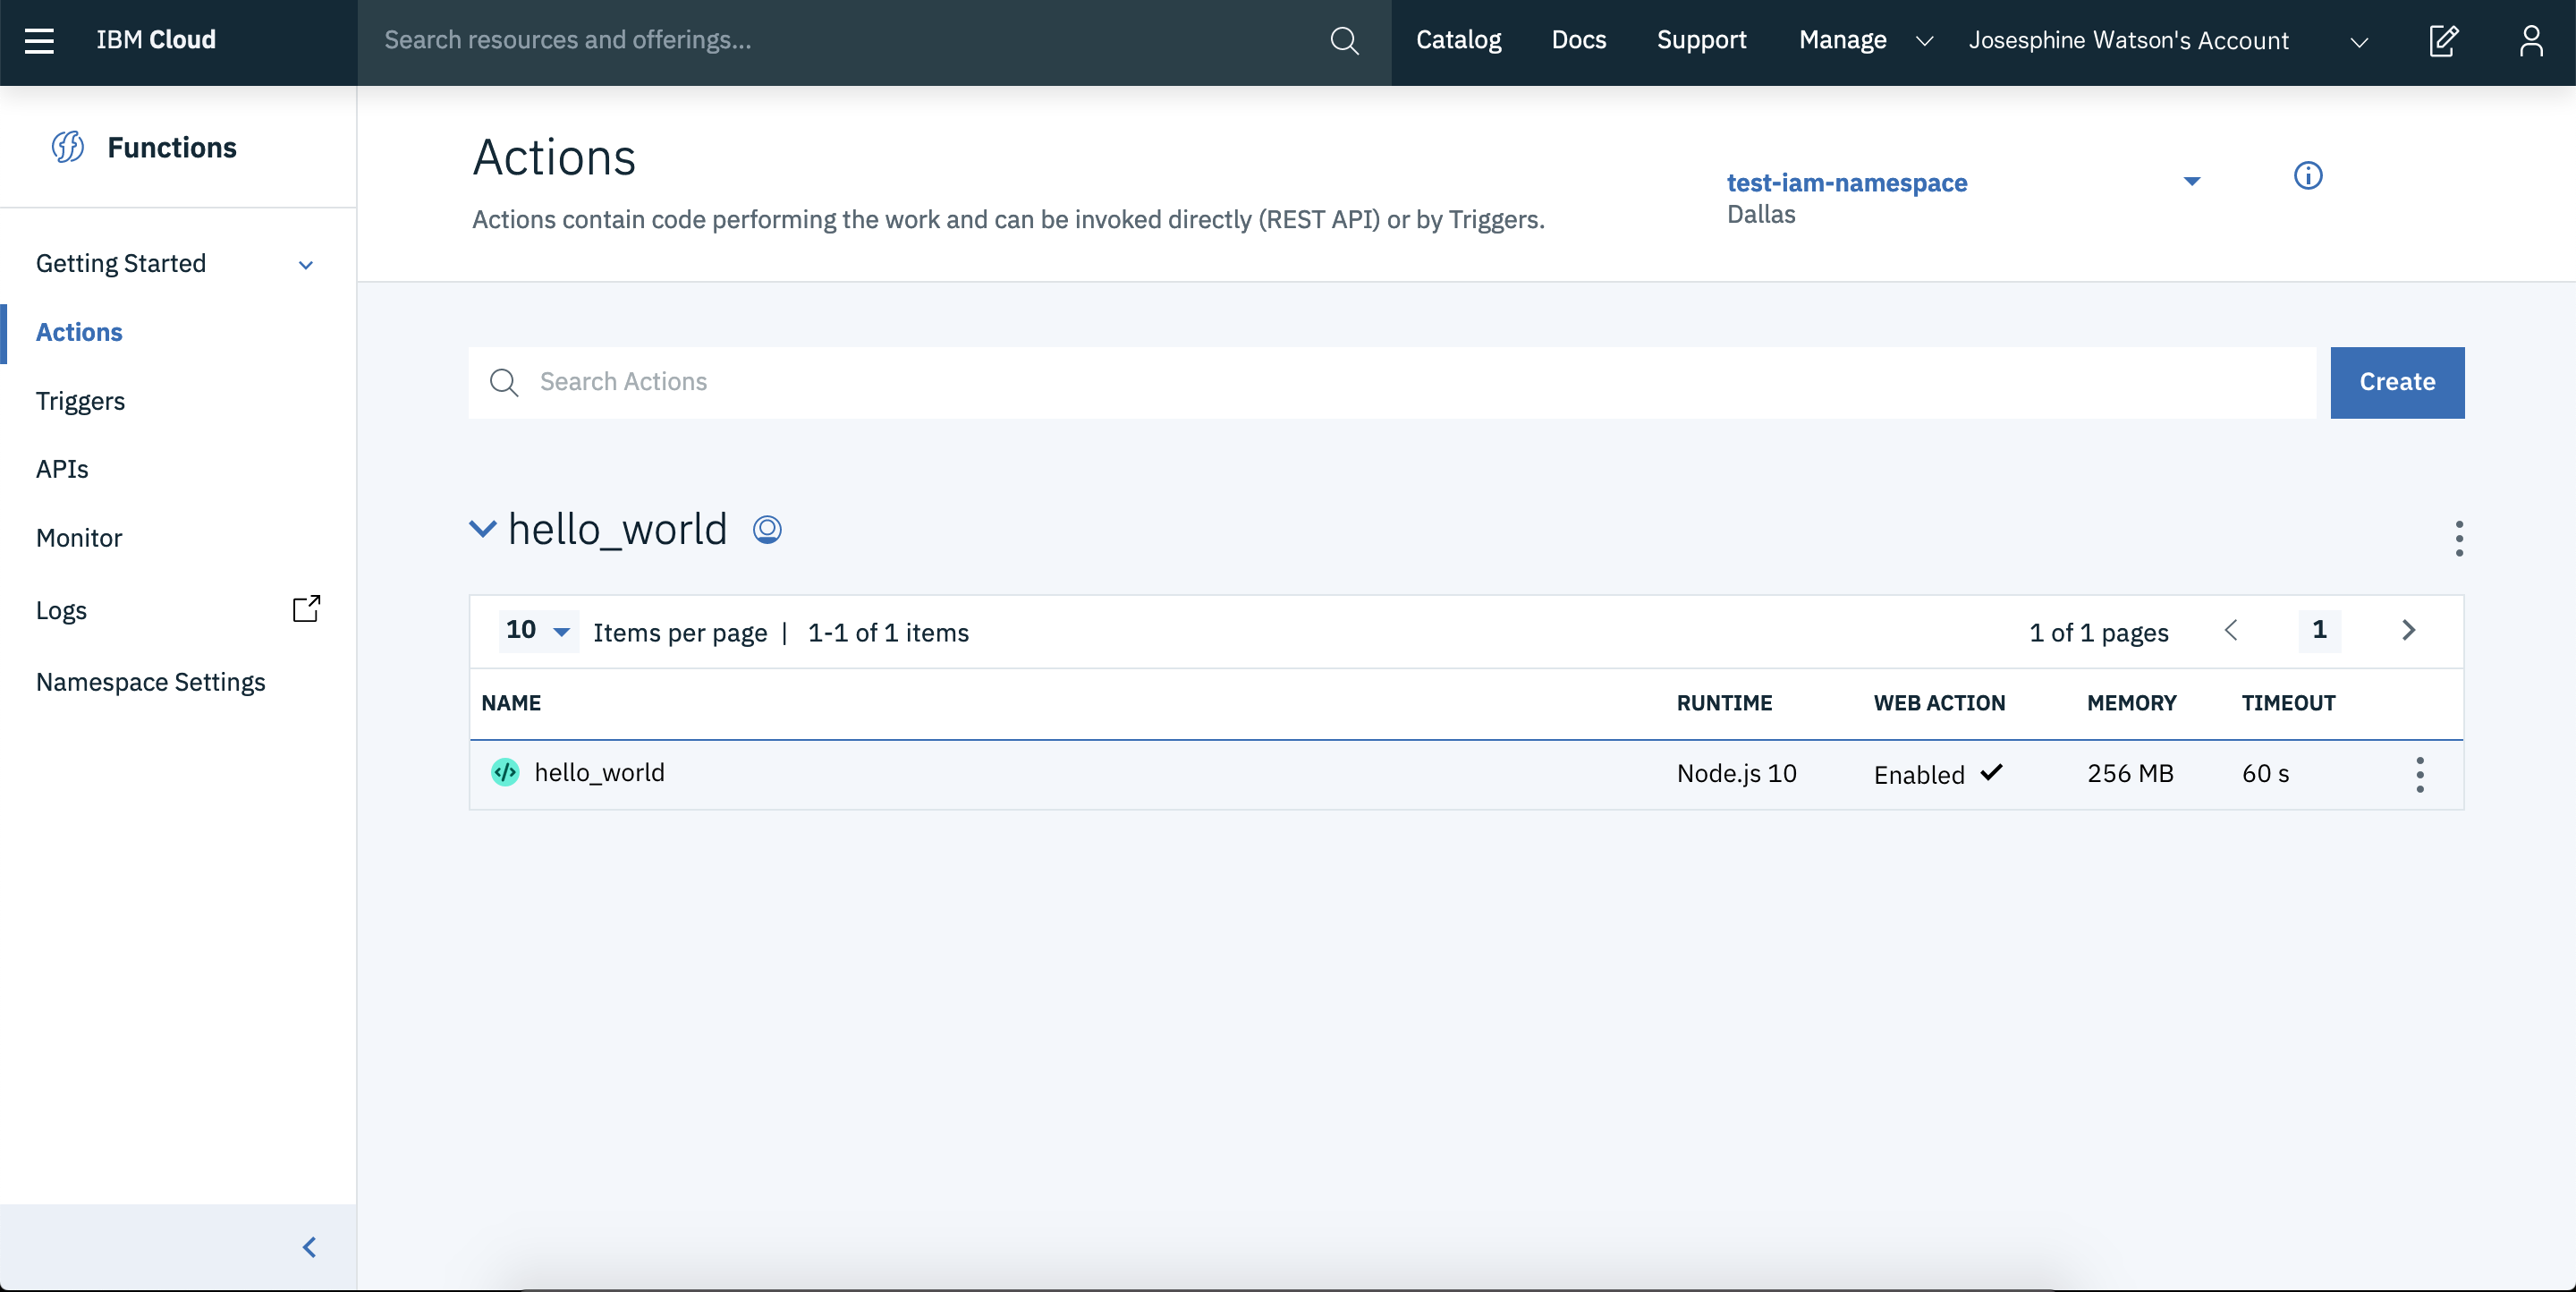 IBM Cloud
Search resources and offerings...
Catalog
Docs
Support
Manage
Josesphine Watson's Account
Functions
Getting Started
Actions
Triggers
APIs
Monitor
Logs
Namespace Settings
Actions
Actions contain code performing the work and can be invoked directly (REST API) or by Triggers.
test-iam-namespace
Dallas
Search Actions
Create
hello_world
10 Items per page | 1-1 of 1 items
1 of 1 pages
1
NAME RUNTIME WEB ACTION MEMORY TIMEOUT
</> hello_world Node.js 10 Enabled 256 MB 60 s